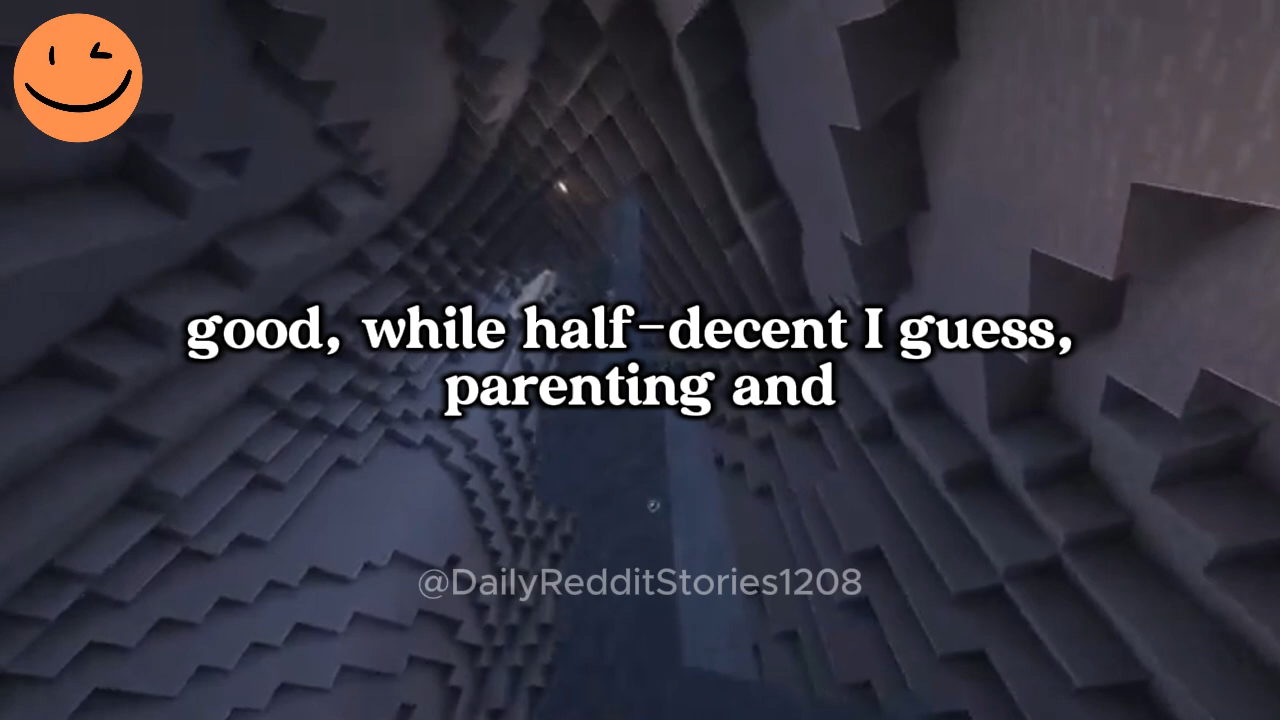 good, while half-decent I guess,
parenting and
@DailyRedditStories1208